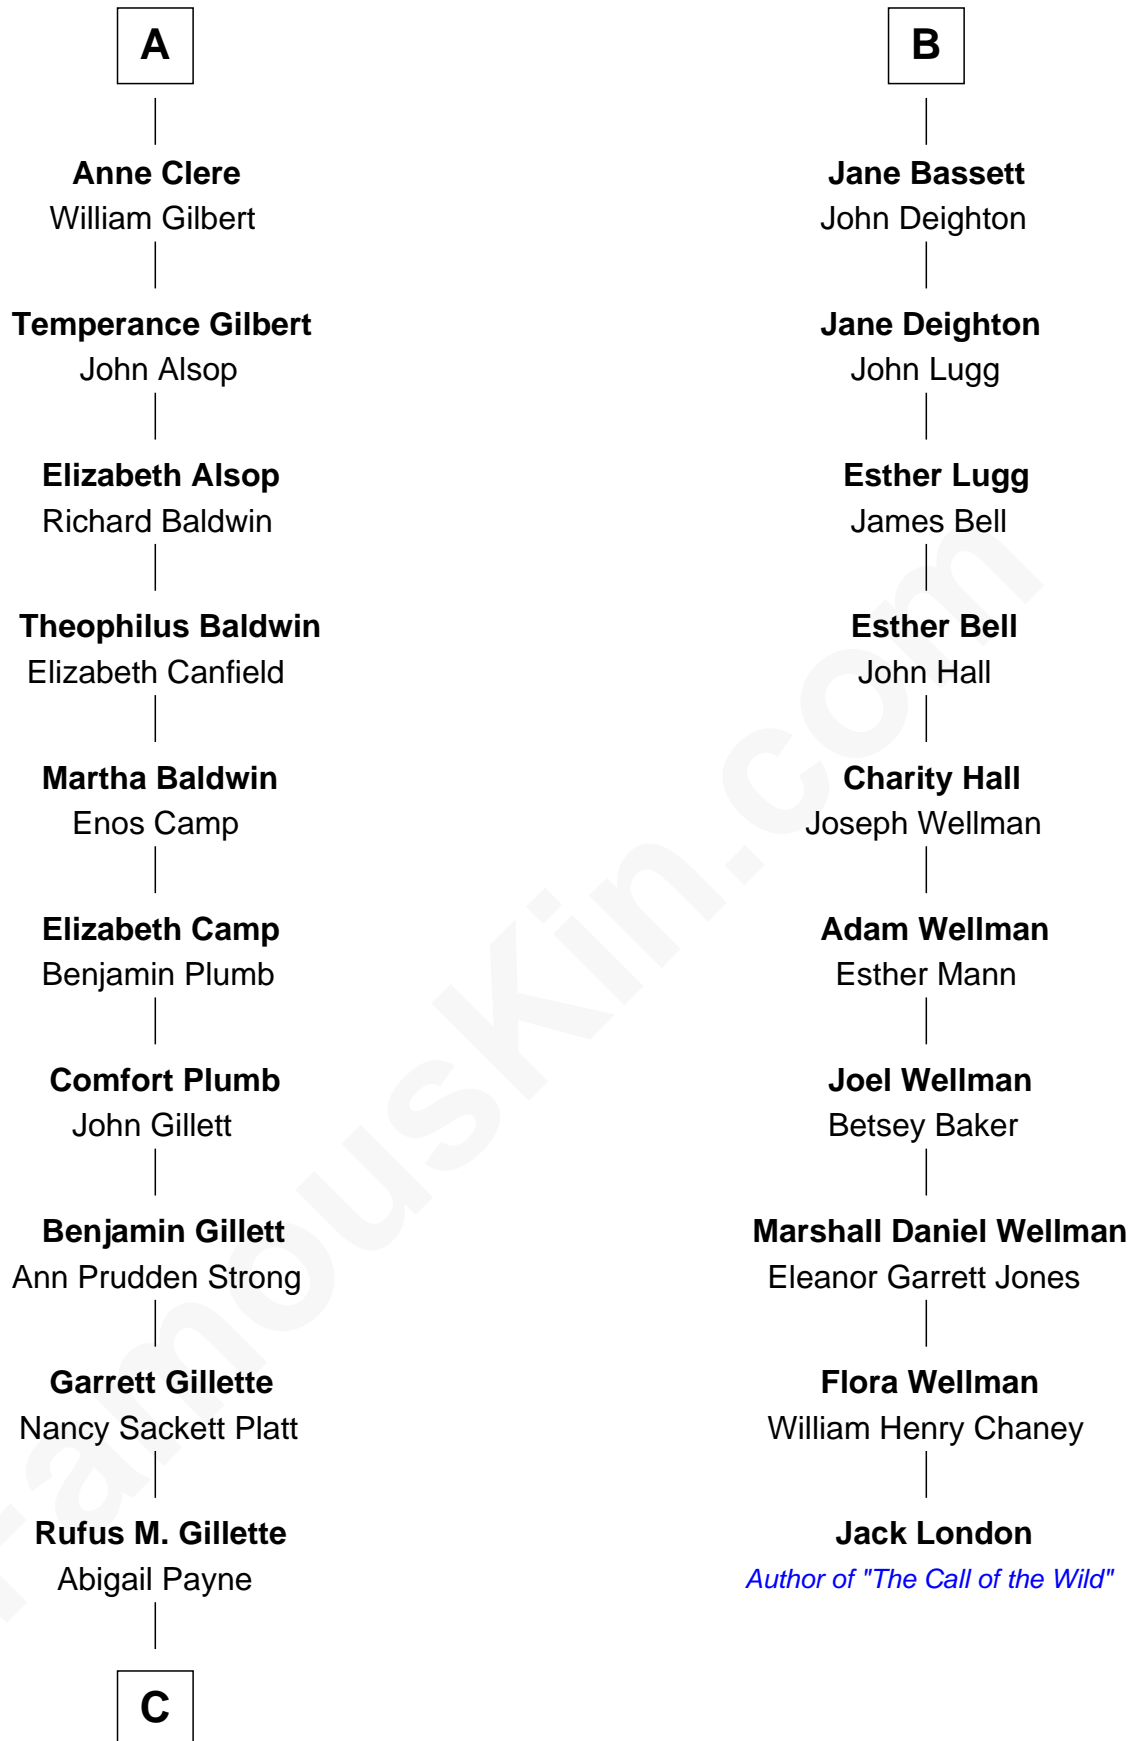 A
Anne Clere
William Gilbert
Temperance Gilbert
John Alsop
Elizabeth Alsop
Richard Baldwin
Theophilus Baldwin
Elizabeth Canfield
Martha Baldwin
Enos Camp
Elizabeth Camp
Benjamin Plumb
Comfort Plumb
John Gillett
Benjamin Gillett
Ann Prudden Strong
Garrett Gillette
Nancy Sackett Platt
Rufus M. Gillette
Abigail Payne
C
B
Jane Bassett
John Deighton
Jane Deighton
John Lugg
Esther Lugg
James Bell
Esther Bell
John Hall
Charity Hall
Joseph Wellman
Adam Wellman
Esther Mann
Joel Wellman
Betsey Baker
Marshall Daniel Wellman
Eleanor Garrett Jones
Flora Wellman
William Henry Chaney
Jack London
Author of "The Call of the Wild"
FamousKin.com